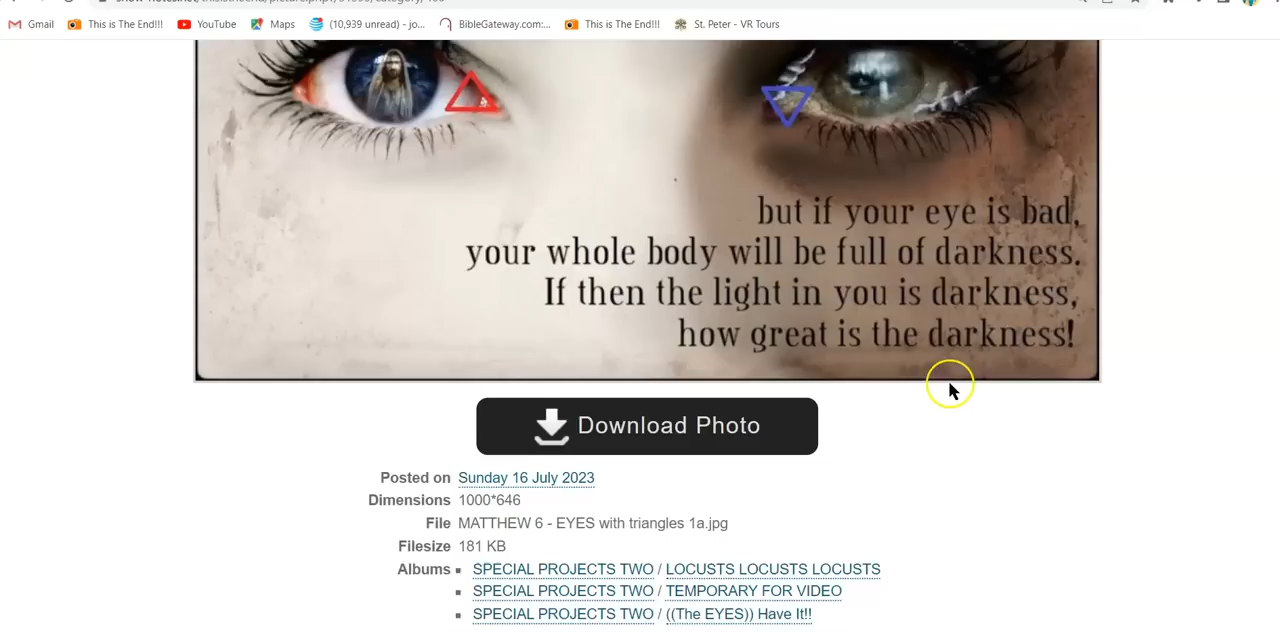 Gmail
This is The End!!!
YouTube
Maps
(10,939 unread) - jo...
BibleGateway.com:...
This is The End!!!
St. Peter - VR Tours
but if your eye is bad,
your whole body will be full of darkness.
If then the light in you is darkness,
how great is the darkness!
Download Photo
Posted on Sunday 16 July 2023
Dimensions 1000*646
File MATTHEW 6 - EYES with triangles 1a.jpg
Filesize 181 KB
Albums ▪ SPECIAL PROJECTS TWO / LOCUSTS LOCUSTS LOCUSTS
▪ SPECIAL PROJECTS TWO / TEMPORARY FOR VIDEO
▪ SPECIAL PROJECTS TWO / ((The EYES)) Have It!!